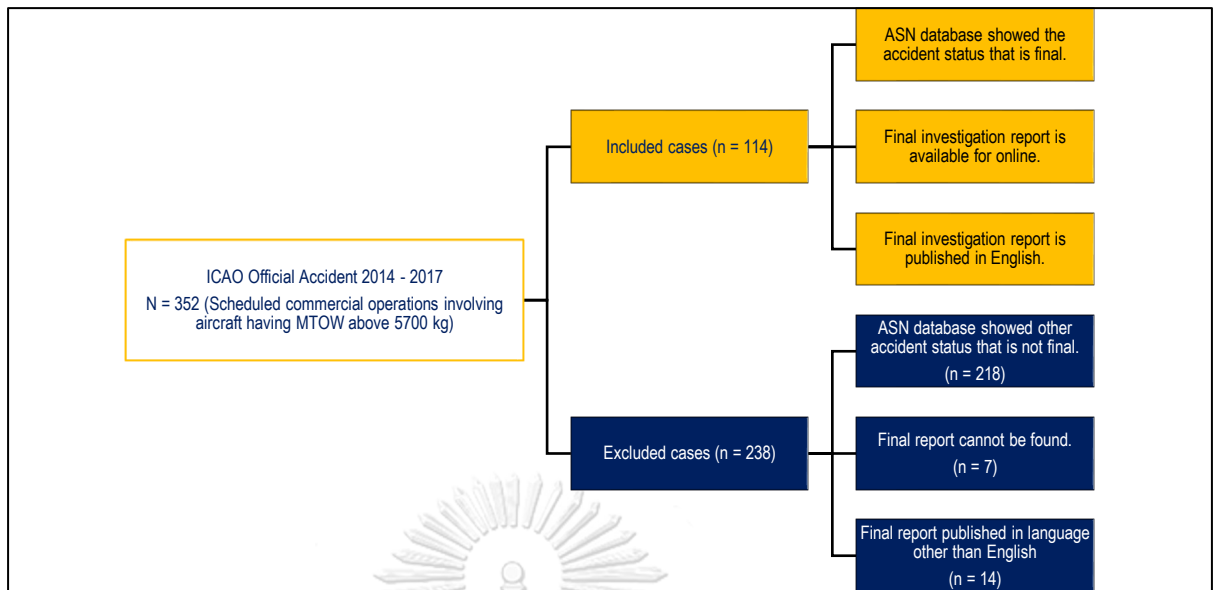 ICAO Official Accident 2014 - 2017
N = 352 (Scheduled commercial operations involving
aircraft having MTOW above 5700 kg)
Included cases (n = 114)
ASN database showed the
accident status that is final.
Final investigation report is
available for online.
Final investigation report is
published in English.
Excluded cases (n = 238)
ASN database showed other
accident status that is not final.
(n = 218)
Final report cannot be found.
(n = 7)
Final report published in language
other than English
(n = 14)